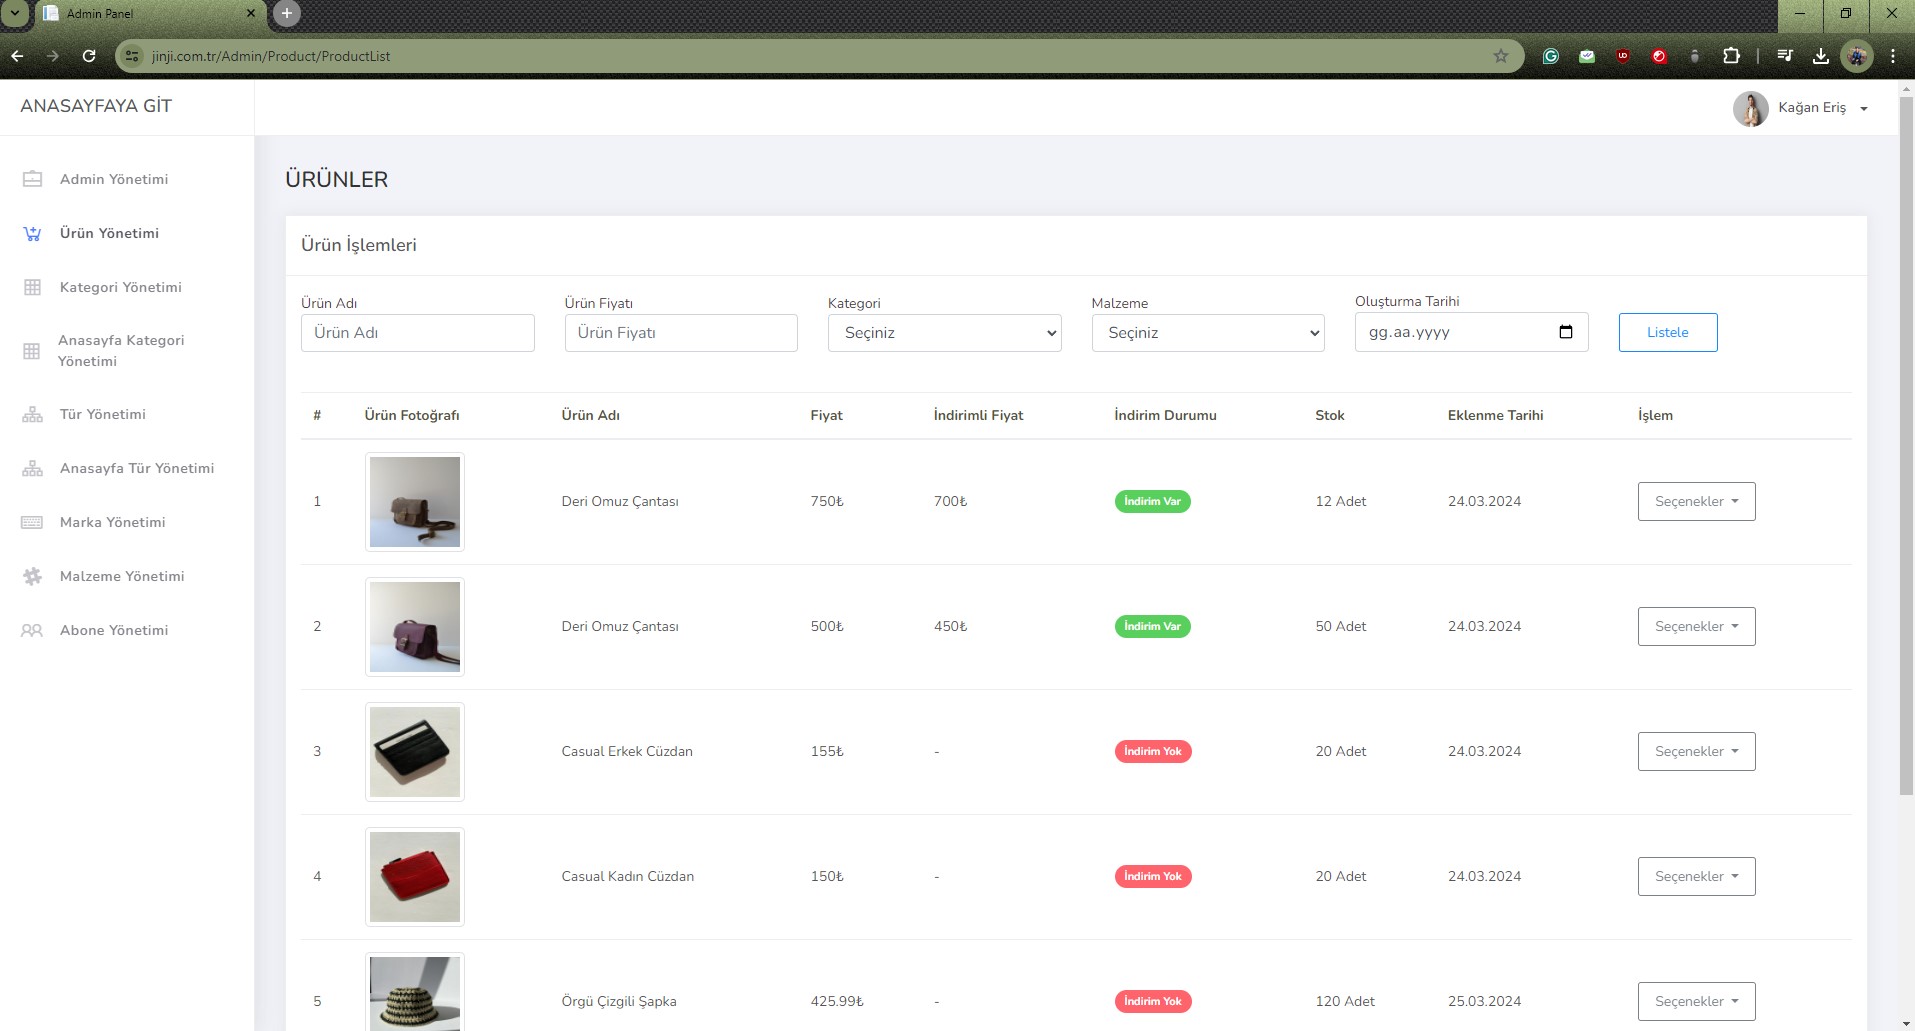 Admin Panel
jinji.com.tr/Admin/Product/ProductList
ANASAYFAYA GİT
Kağan Eriş
Admin Yönetimi
Ürün Yönetimi
Kategori Yönetimi
Anasayfa Kategori
Yönetimi
Tür Yönetimi
Anasayfa Tür Yönetimi
Marka Yönetimi
Malzeme Yönetimi
Abone Yönetimi
ÜRÜNLER
Ürün İşlemleri
Ürün Adı Ürün Fiyatı Kategori Malzeme Oluşturma Tarihi
Ürün Adı Ürün Fiyatı Seçiniz Seçiniz gg.aa.yyyy Listele
# Ürün Fotoğrafı Ürün Adı Fiyat İndirimli Fiyat İndirim Durumu Stok Eklenme Tarihi İşlem
1 Deri Omuz Çantası 750₺ 700₺ İndirim Var 12 Adet 24.03.2024 Seçenekler
2 Deri Omuz Çantası 500₺ 450₺ İndirim Var 50 Adet 24.03.2024 Seçenekler
3 Casual Erkek Cüzdan 155₺ - İndirim Yok 20 Adet 24.03.2024 Seçenekler
4 Casual Kadın Cüzdan 150₺ - İndirim Yok 20 Adet 24.03.2024 Seçenekler
5 Örgü Çizgili Şapka 425.99₺ - İndirim Yok 120 Adet 25.03.2024 Seçenekler